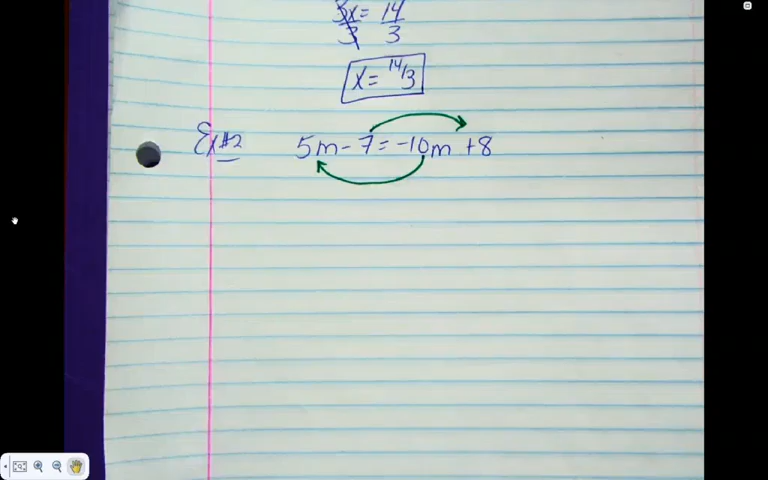 3x = 14
3 3
x = 14/3
Ex #2 5m - 7 = -10m + 8